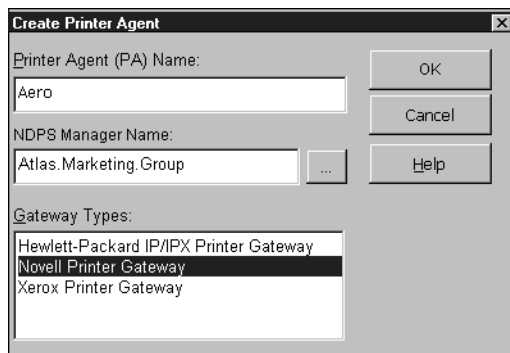 Create Printer Agent
Printer Agent (PA) Name:
Aero
NDPS Manager Name:
Atlas.Marketing.Group
...
Gateway Types:
Hewlett-Packard IP/IPX Printer Gateway
Novell Printer Gateway
Xerox Printer Gateway
OK
Cancel
Help